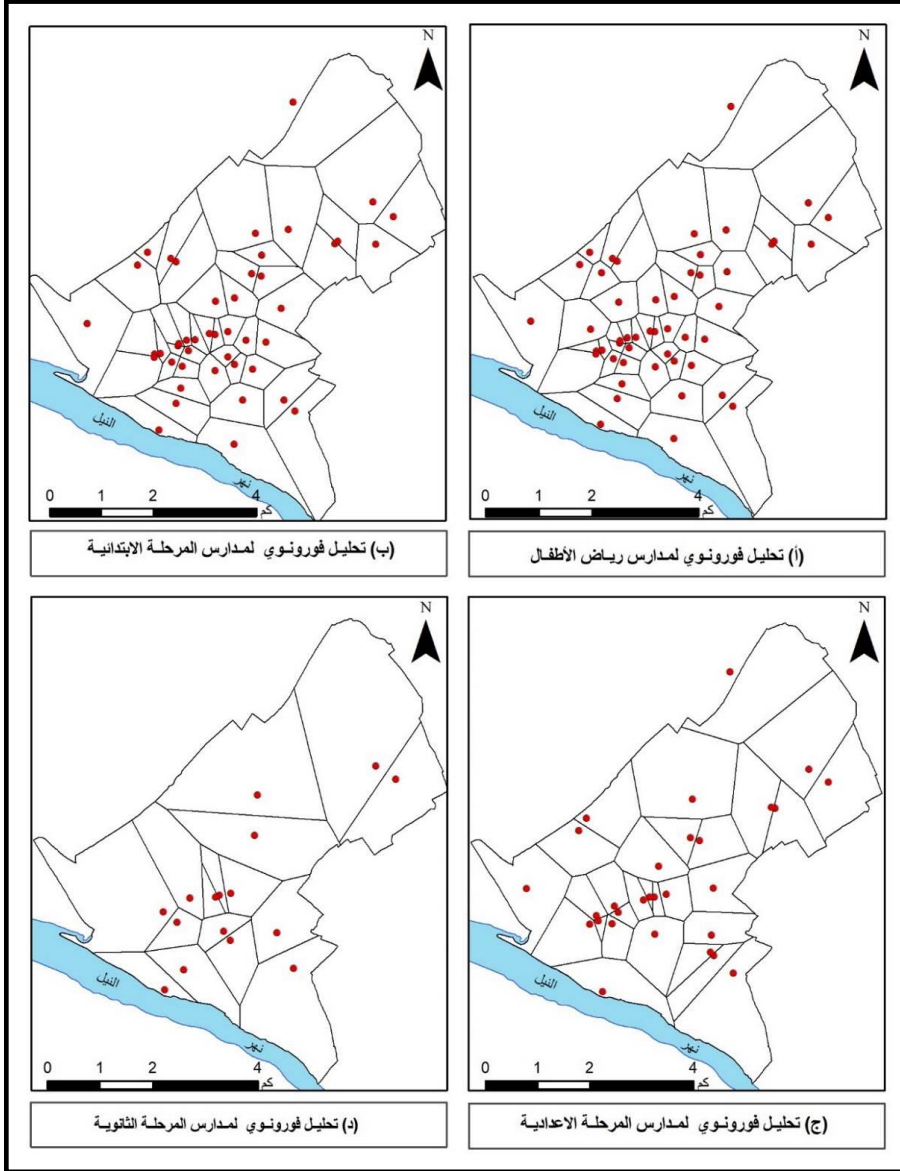 N
النيل
نهر
0 1 2 4
كم
(أ) تحليل فورونوي لمدارس رياض الأطفال
N
النيل
نهر
0 1 2 4
كم
(ب) تحليل فورونوي لمدارس المرحلة الابتدائية
N
النيل
نهر
0 1 2 4
كم
(ج) تحليل فورونوي لمدارس المرحلة الاعدادية
N
النيل
نهر
0 1 2 4
كم
(د) تحليل فورونوي لمدارس المرحلة الثانوية